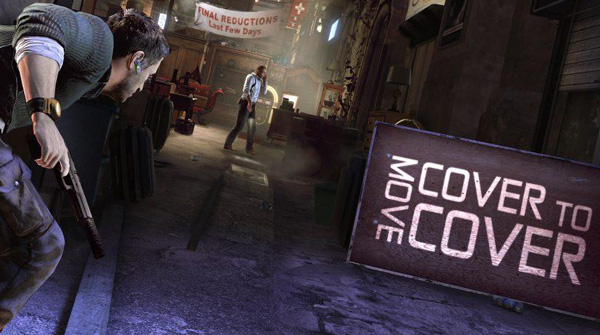 FINAL REDUCTIONS
Last Few Days
MOVE
COVER TO
COVER